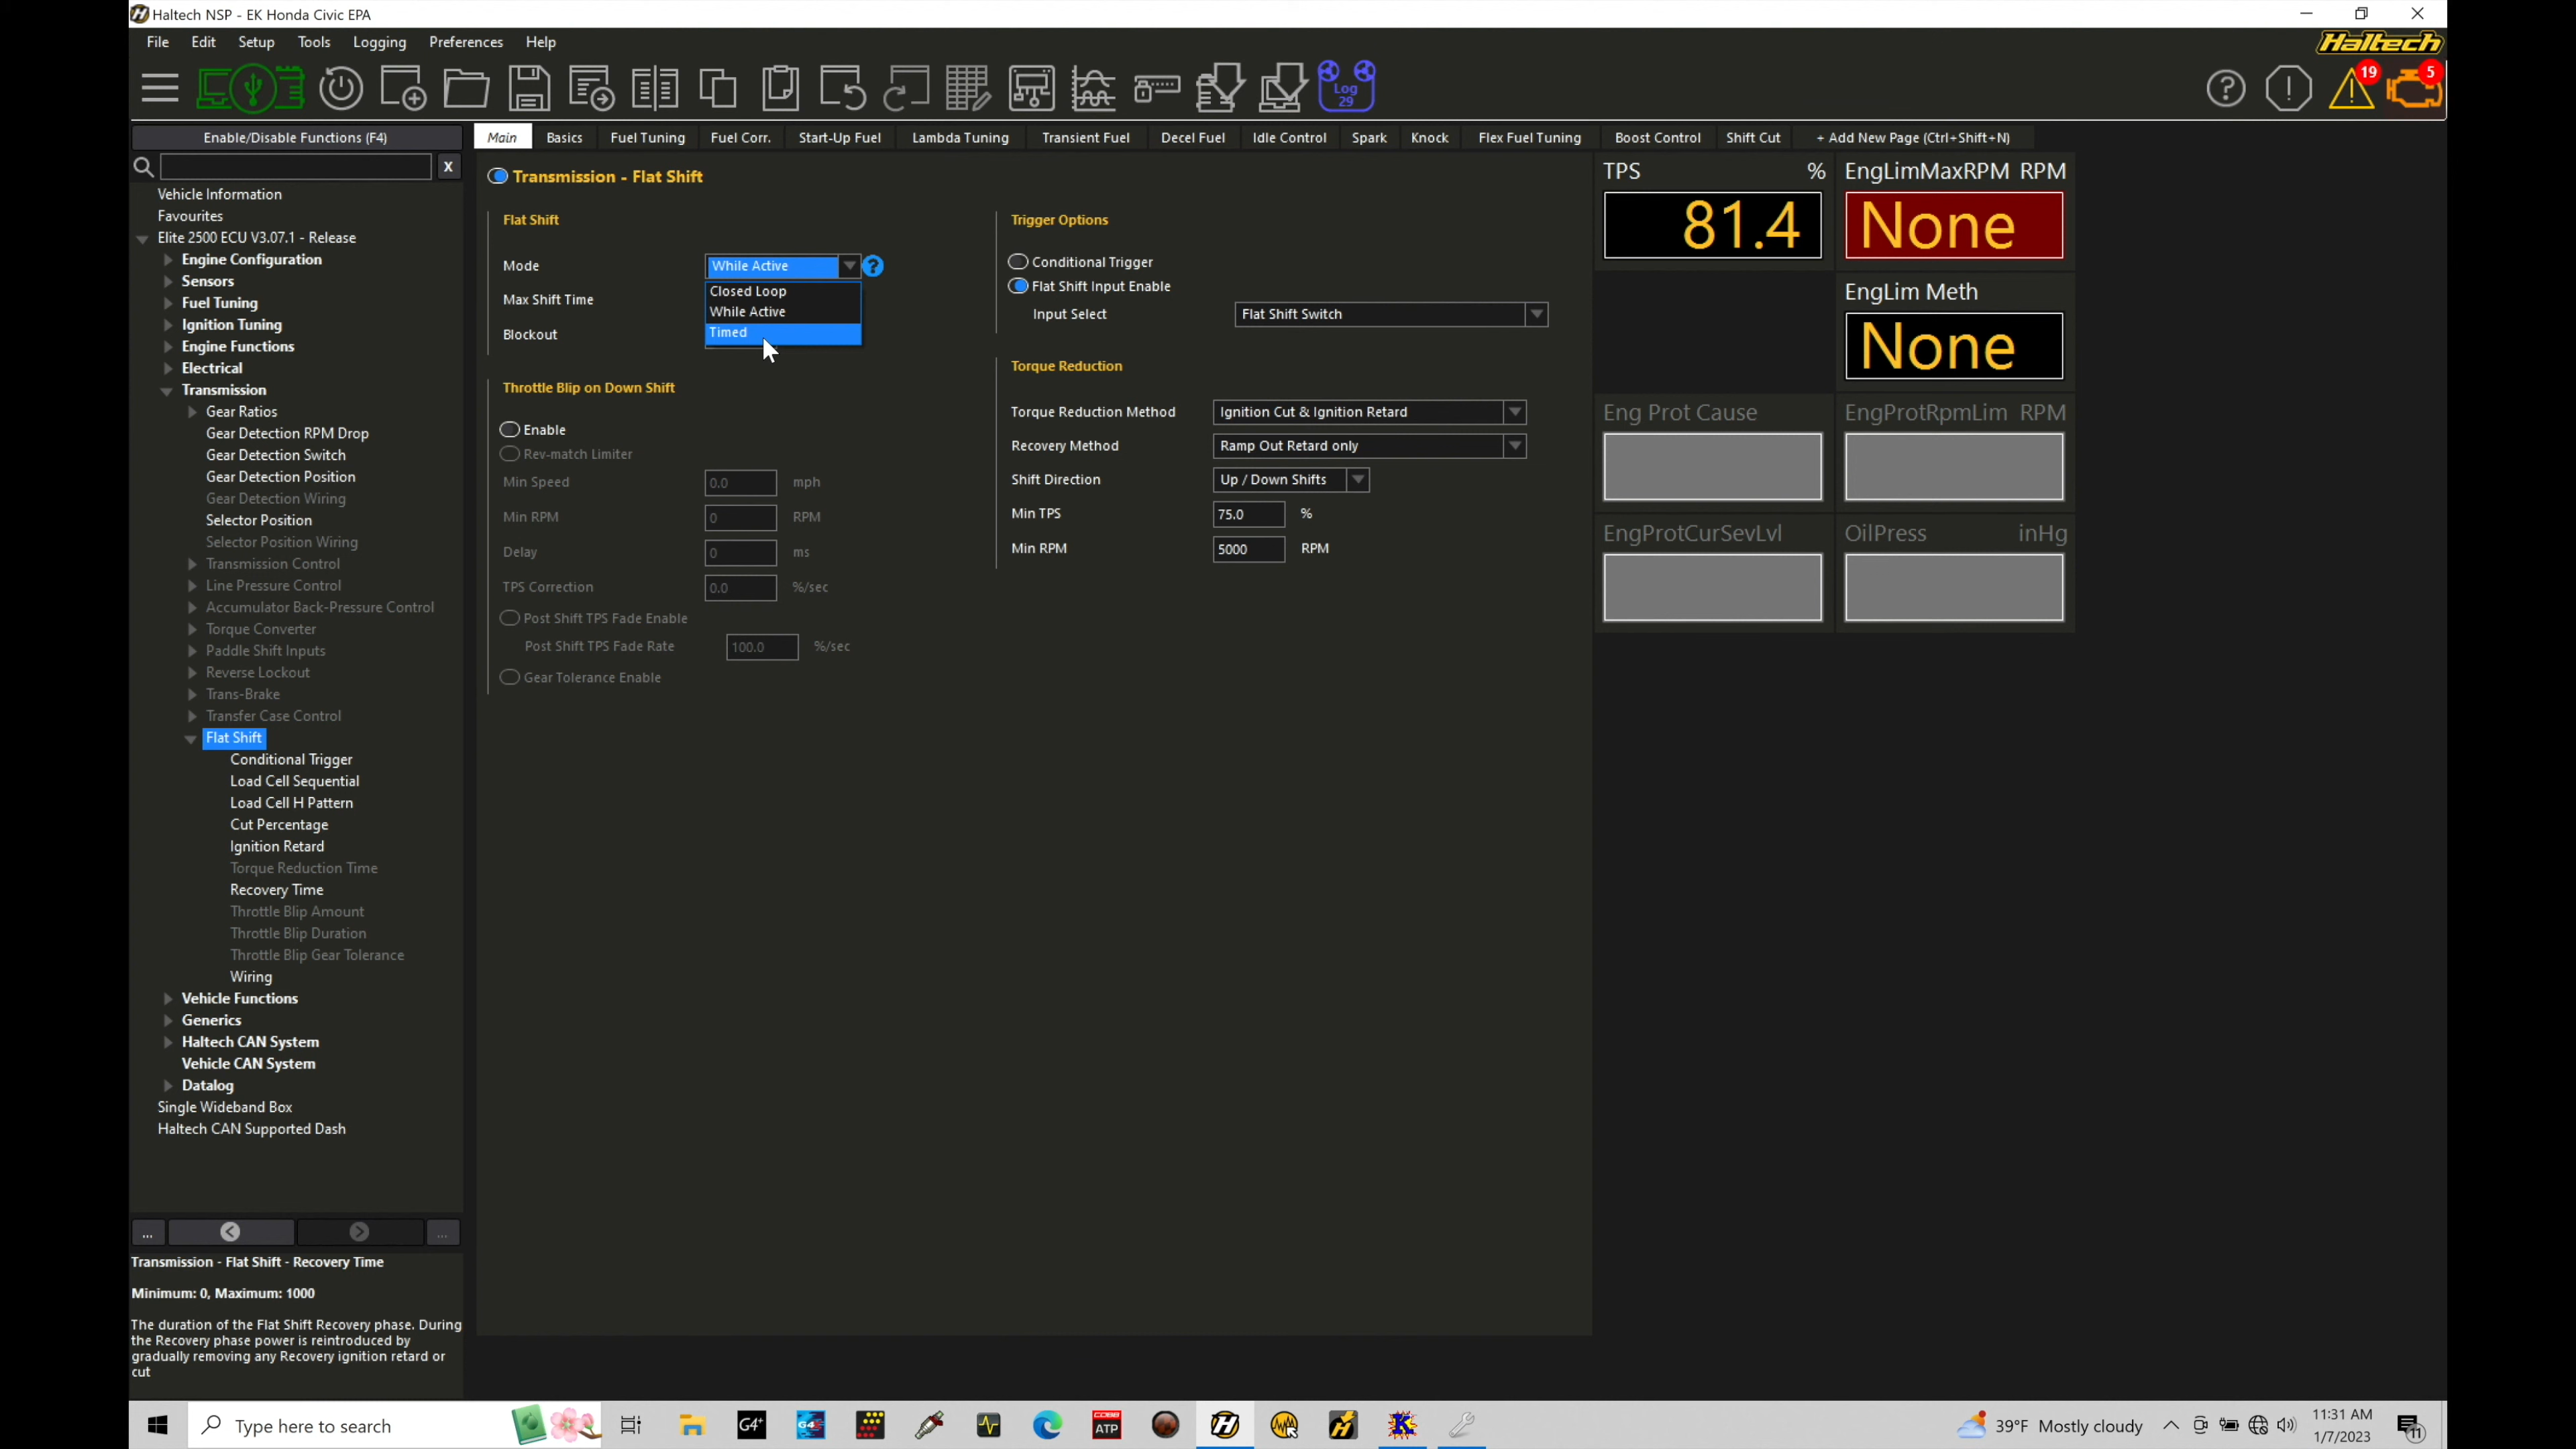 Haltech NSP - EK Honda Civic EPA
File Edit Setup Tools Logging Preferences Help
Haltech
Log
29
19
5
Enable/Disable Functions (F4)
Main Basics Fuel Tuning Fuel Corr. Start-Up Fuel Lambda Tuning Transient Fuel Decel Fuel Idle Control Spark Knock Flex Fuel Tuning Boost Control Shift Cut + Add New Page (Ctrl+Shift+N)
X
Vehicle Information
Favourites
Elite 2500 ECU V3.07.1 - Release
Engine Configuration
Sensors
Fuel Tuning
Ignition Tuning
Engine Functions
Electrical
Transmission
Gear Ratios
Gear Detection RPM Drop
Gear Detection Switch
Gear Detection Position
Gear Detection Wiring
Selector Position
Selector Position Wiring
Transmission Control
Line Pressure Control
Accumulator Back-Pressure Control
Torque Converter
Paddle Shift Inputs
Reverse Lockout
Trans-Brake
Transfer Case Control
Flat Shift
Conditional Trigger
Load Cell Sequential
Load Cell H Pattern
Cut Percentage
Ignition Retard
Torque Reduction Time
Recovery Time
Throttle Blip Amount
Throttle Blip Duration
Throttle Blip Gear Tolerance
Wiring
Vehicle Functions
Generics
Haltech CAN System
Vehicle CAN System
Datalog
Single Wideband Box
Haltech CAN Supported Dash
... ...
Transmission - Flat Shift - Recovery Time
Minimum: 0, Maximum: 1000
The duration of the Flat Shift Recovery phase. During
the Recovery phase power is reintroduced by
gradually removing any Recovery ignition retard or
cut
Transmission - Flat Shift
Flat Shift
Mode While Active ?
Closed Loop
While Active
Timed
Max Shift Time
Blockout
Throttle Blip on Down Shift
Enable
Rev-match Limiter
Min Speed 0.0 mph
Min RPM 0 RPM
Delay 0 ms
TPS Correction 0.0 %/sec
Post Shift TPS Fade Enable
Post Shift TPS Fade Rate 100.0 %/sec
Gear Tolerance Enable
Trigger Options
Conditional Trigger
Flat Shift Input Enable
Input Select Flat Shift Switch
Torque Reduction
Torque Reduction Method Ignition Cut & Ignition Retard
Recovery Method Ramp Out Retard only
Shift Direction Up / Down Shifts
Min TPS 75.0 %
Min RPM 5000 RPM
TPS %
81.4
EngLimMaxRPM RPM
None
EngLim Meth
None
Eng Prot Cause
EngProtRpmLim RPM
EngProtCurSevLvl
OilPress inHg
Type here to search
G4+
G4+
COBB
ATP
39°F Mostly cloudy
11:31 AM
1/7/2023
11